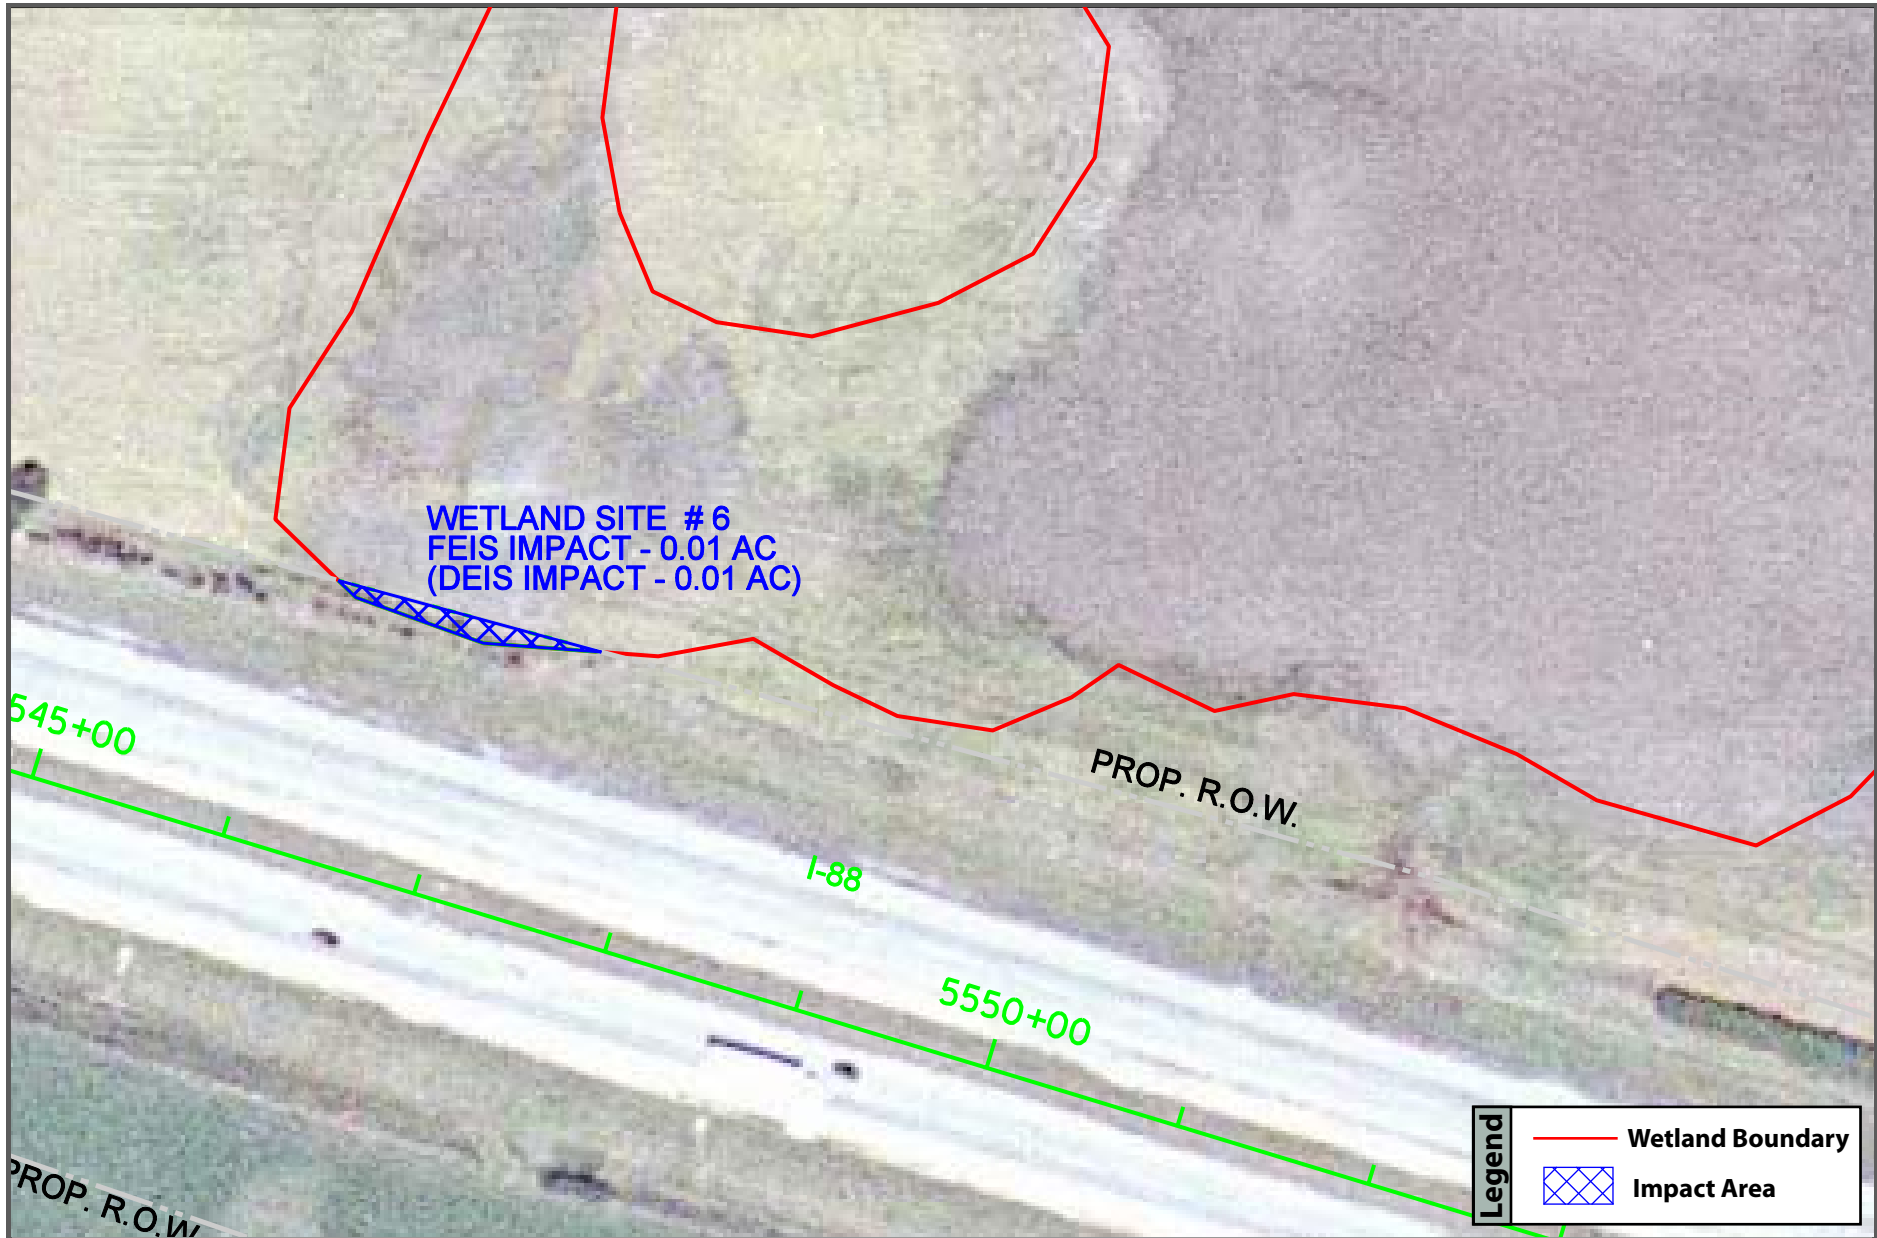 WETLAND SITE # 6
FEIS IMPACT - 0.01 AC
(DEIS IMPACT - 0.01 AC)
545+00
PROP. R.O.W.
I-88
5550+00
PROP. R.O.W.
Legend
Wetland Boundary
Impact Area